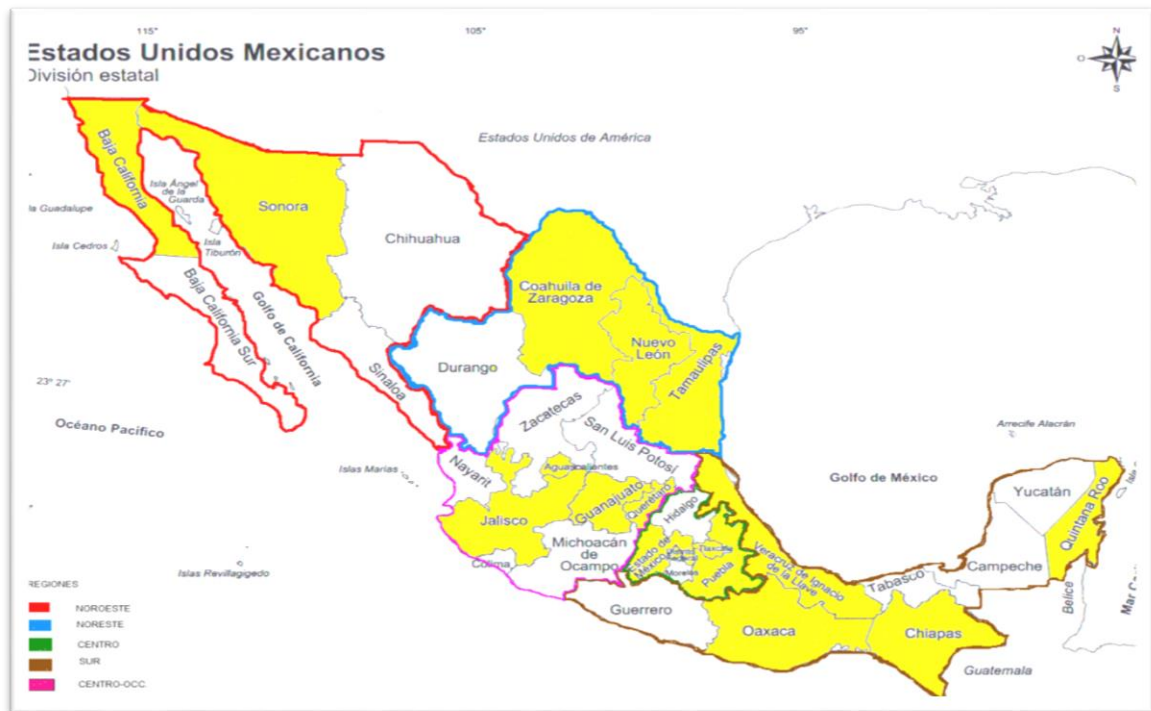 115°
105°
95°
Estados Unidos Mexicanos
División estatal
N
O
E
S
Estados Unidos de América
Baja California
Isla Ángel
de la
Guarda
la Guadalupe
Sonora
Isla Cedros
Isla
Tiburón
Chihuahua
Baja California Sur
Golfo de California
Coahuila de
Zaragoza
Nuevo
León
Tamaulipas
Durango
Sinaloa
23° 27'
Zacatecas
San Luis Potosí
Océano Pacífico
Arrecife Alacrán
Islas Marías
Nayarit
Aguascalientes
Golfo de México
Yucatán
Quintana Roo
Isla
Guanajuato
Querétaro
Hidalgo
Jalisco
Michoacán
de
Ocampo
Colima
Estado de
México
Distrito
Federal
Tlaxcala
Morelos
Puebla
Veracruz de Ignacio
de la Llave
Tabasco
Campeche
Islas Revillagigedo
Guerrero
Oaxaca
Chiapas
Belice
Mar
Guatemala
REGIONES
NOROESTE
NORESTE
CENTRO
SUR
CENTRO-OCC.